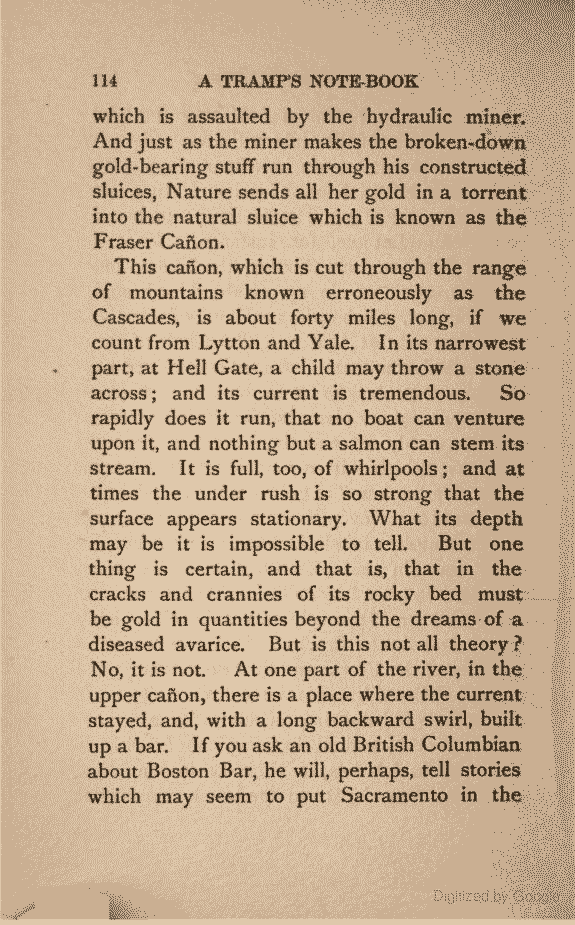 114 A TRAMP'S NOTE-BOOK
which is assaulted by the hydraulic miner.
And just as the miner makes the broken-down
gold-bearing stuff run through his constructed
sluices, Nature sends all her gold in a torrent
into the natural sluice which is known as the
Fraser Cañon.
This cañon, which is cut through the range
of mountains known erroneously as the
Cascades, is about forty miles long, if we
count from Lytton and Yale. In its narrowest
part, at Hell Gate, a child may throw a stone
across; and its current is tremendous. So
rapidly does it run, that no boat can venture
upon it, and nothing but a salmon can stem its
stream. It is full, too, of whirlpools; and at
times the under rush is so strong that the
surface appears stationary. What its depth
may be it is impossible to tell. But one
thing is certain, and that is, that in the
cracks and crannies of its rocky bed must
be gold in quantities beyond the dreams of a
diseased avarice. But is this not all theory?
No, it is not. At one part of the river, in the
upper cañon, there is a place where the current
stayed, and, with a long backward swirl, built
up a bar. If you ask an old British Columbian
about Boston Bar, he will, perhaps, tell stories
which may seem to put Sacramento in the
Digitized by Google